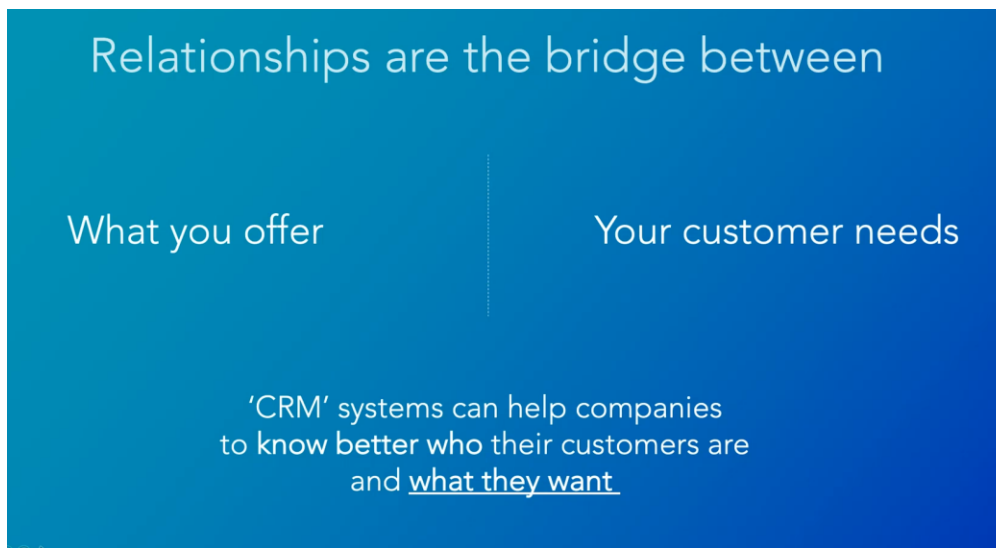 Relationships are the bridge between
What you offer
Your customer needs
‘CRM’ systems can help companies
to know better who their customers are
and what they want